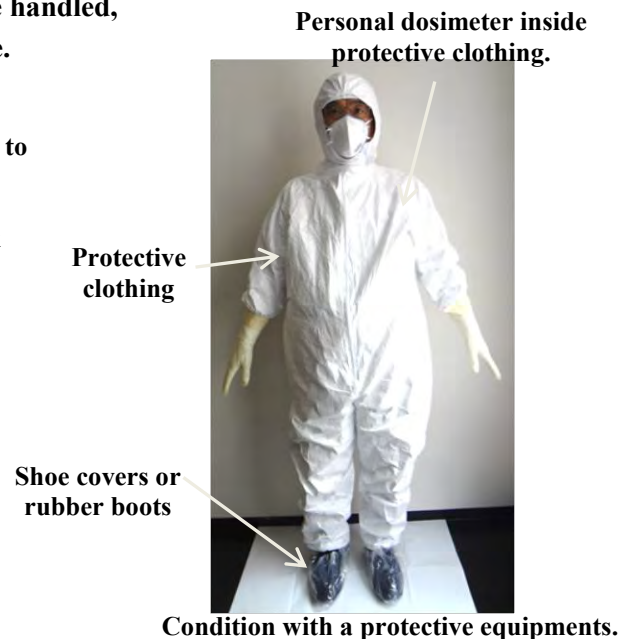 e handled,
e.
to
Personal dosimeter inside
protective clothing.
Protective
clothing
Shoe covers or
rubber boots
Condition with a protective equipments.